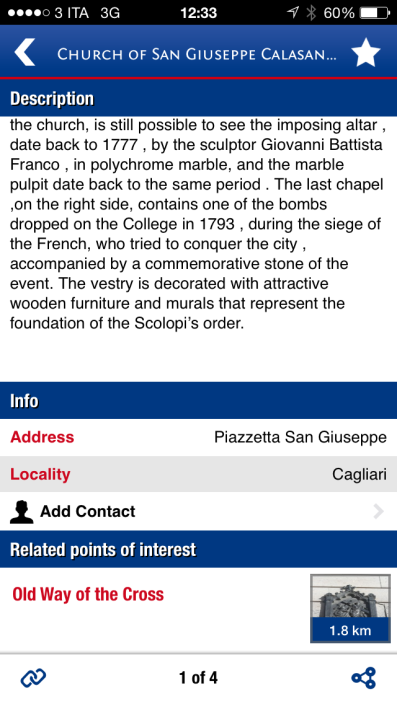 3 ITA 3G 12:33 60%
Church of San Giuseppe Calasan...
Description
the church, is still possible to see the imposing altar ,
date back to 1777 , by the sculptor Giovanni Battista
Franco , in polychrome marble, and the marble
pulpit date back to the same period . The last chapel
,on the right side, contains one of the bombs
dropped on the College in 1793 , during the siege of
the French, who tried to conquer the city ,
accompanied by a commemorative stone of the
event. The vestry is decorated with attractive
wooden furniture and murals that represent the
foundation of the Scolopi's order.
Info
Address Piazzetta San Giuseppe
Locality Cagliari
Add Contact
Related points of interest
Old Way of the Cross
1.8 km
1 of 4